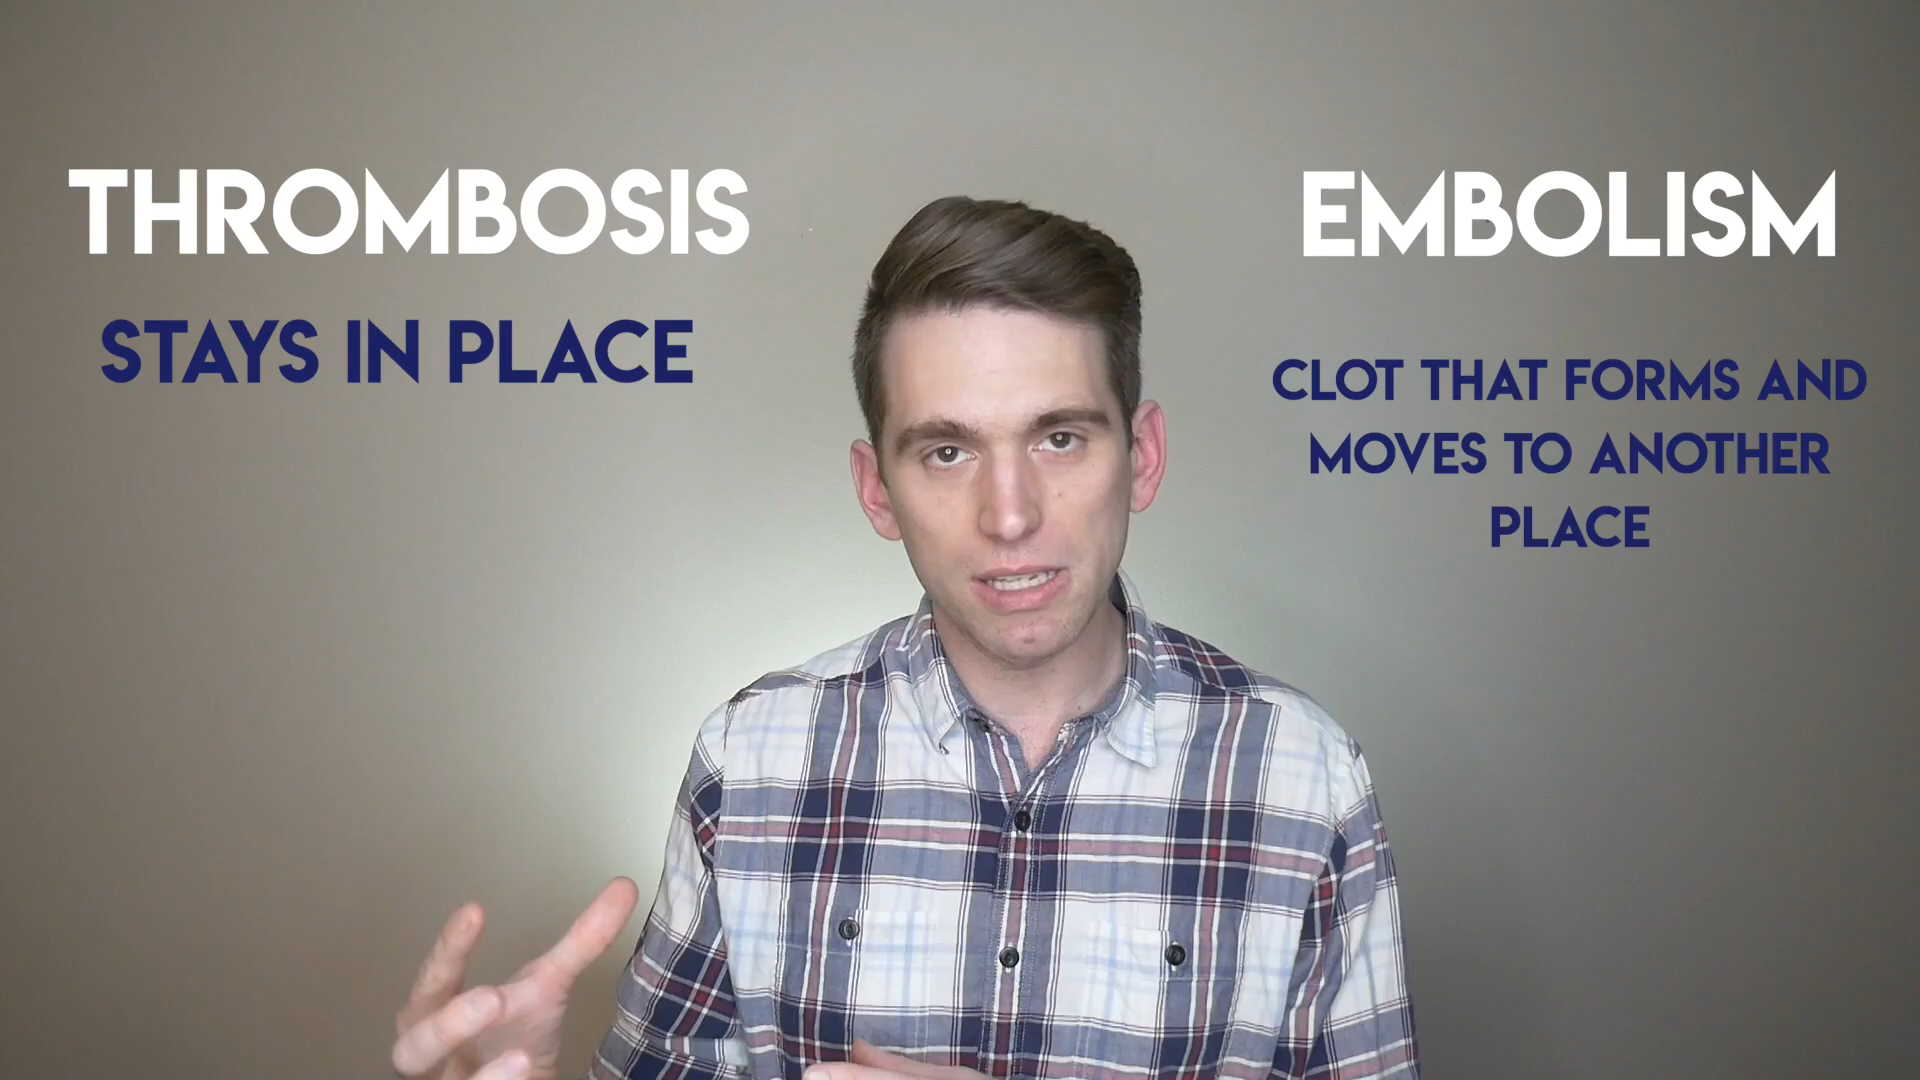 THROMBOSIS
STAYS IN PLACE
EMBOLISM
CLOT THAT FORMS AND
MOVES TO ANOTHER
PLACE